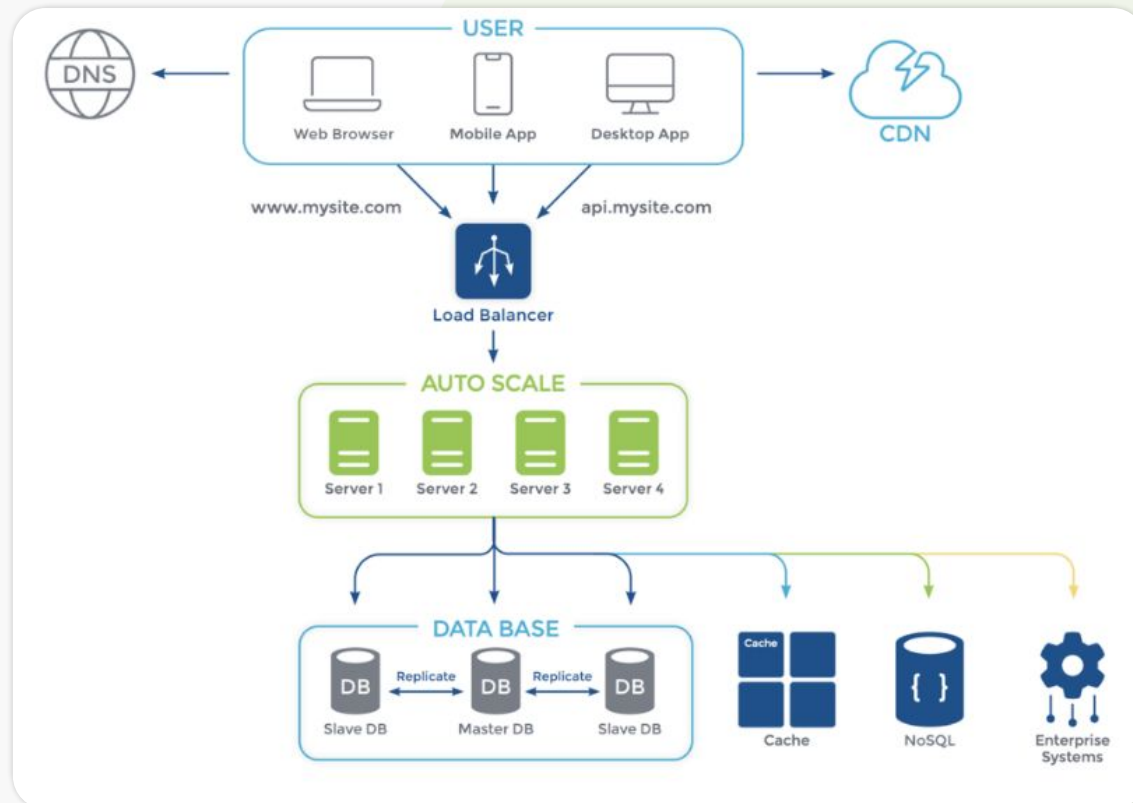 USER
DNS
Web Browser
Mobile App
Desktop App
CDN
www.mysite.com
api.mysite.com
Load Balancer
AUTO SCALE
Server 1
Server 2
Server 3
Server 4
DATA BASE
DB
Replicate
DB
Replicate
DB
Slave DB
Master DB
Slave DB
Cache
Cache
{ }
NoSQL
Enterprise
Systems